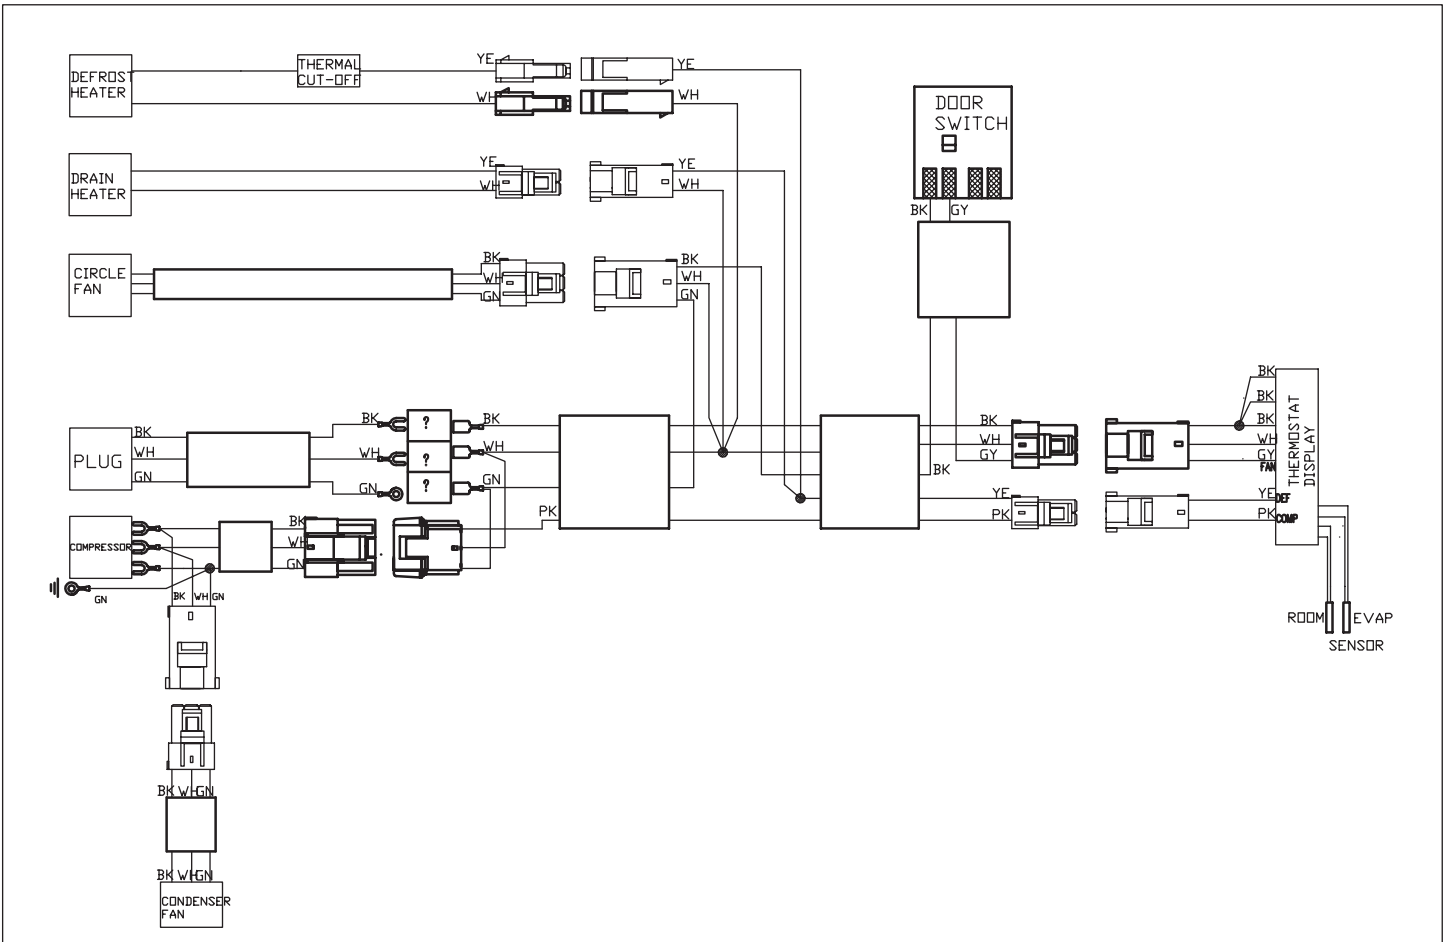 DEFROST
HEATER
THERMAL
CUT-OFF
YE
YE
WH
WH
DRAIN
HEATER
YE
WH
YE
WH
CIRCLE
FAN
BK
WH
GN
BK
WH
GN
DOOR
SWITCH
BK
GY
PLUG
BK
WH
GN
BK
WH
GN
?
?
?
BK
WH
GN
PK
BK
BK
WH
GY
YE
PK
BK
BK
BK
WH
GY
FAN
YE
DEF
PK
COMP
THERMOSTAT
DISPLAY
ROOM
EVAP
SENSOR
COMPRESSOR
BK
WH
GN
GN
BK
WH
GN
BK
WH
GN
BK
WH
GN
CONDENSER
FAN